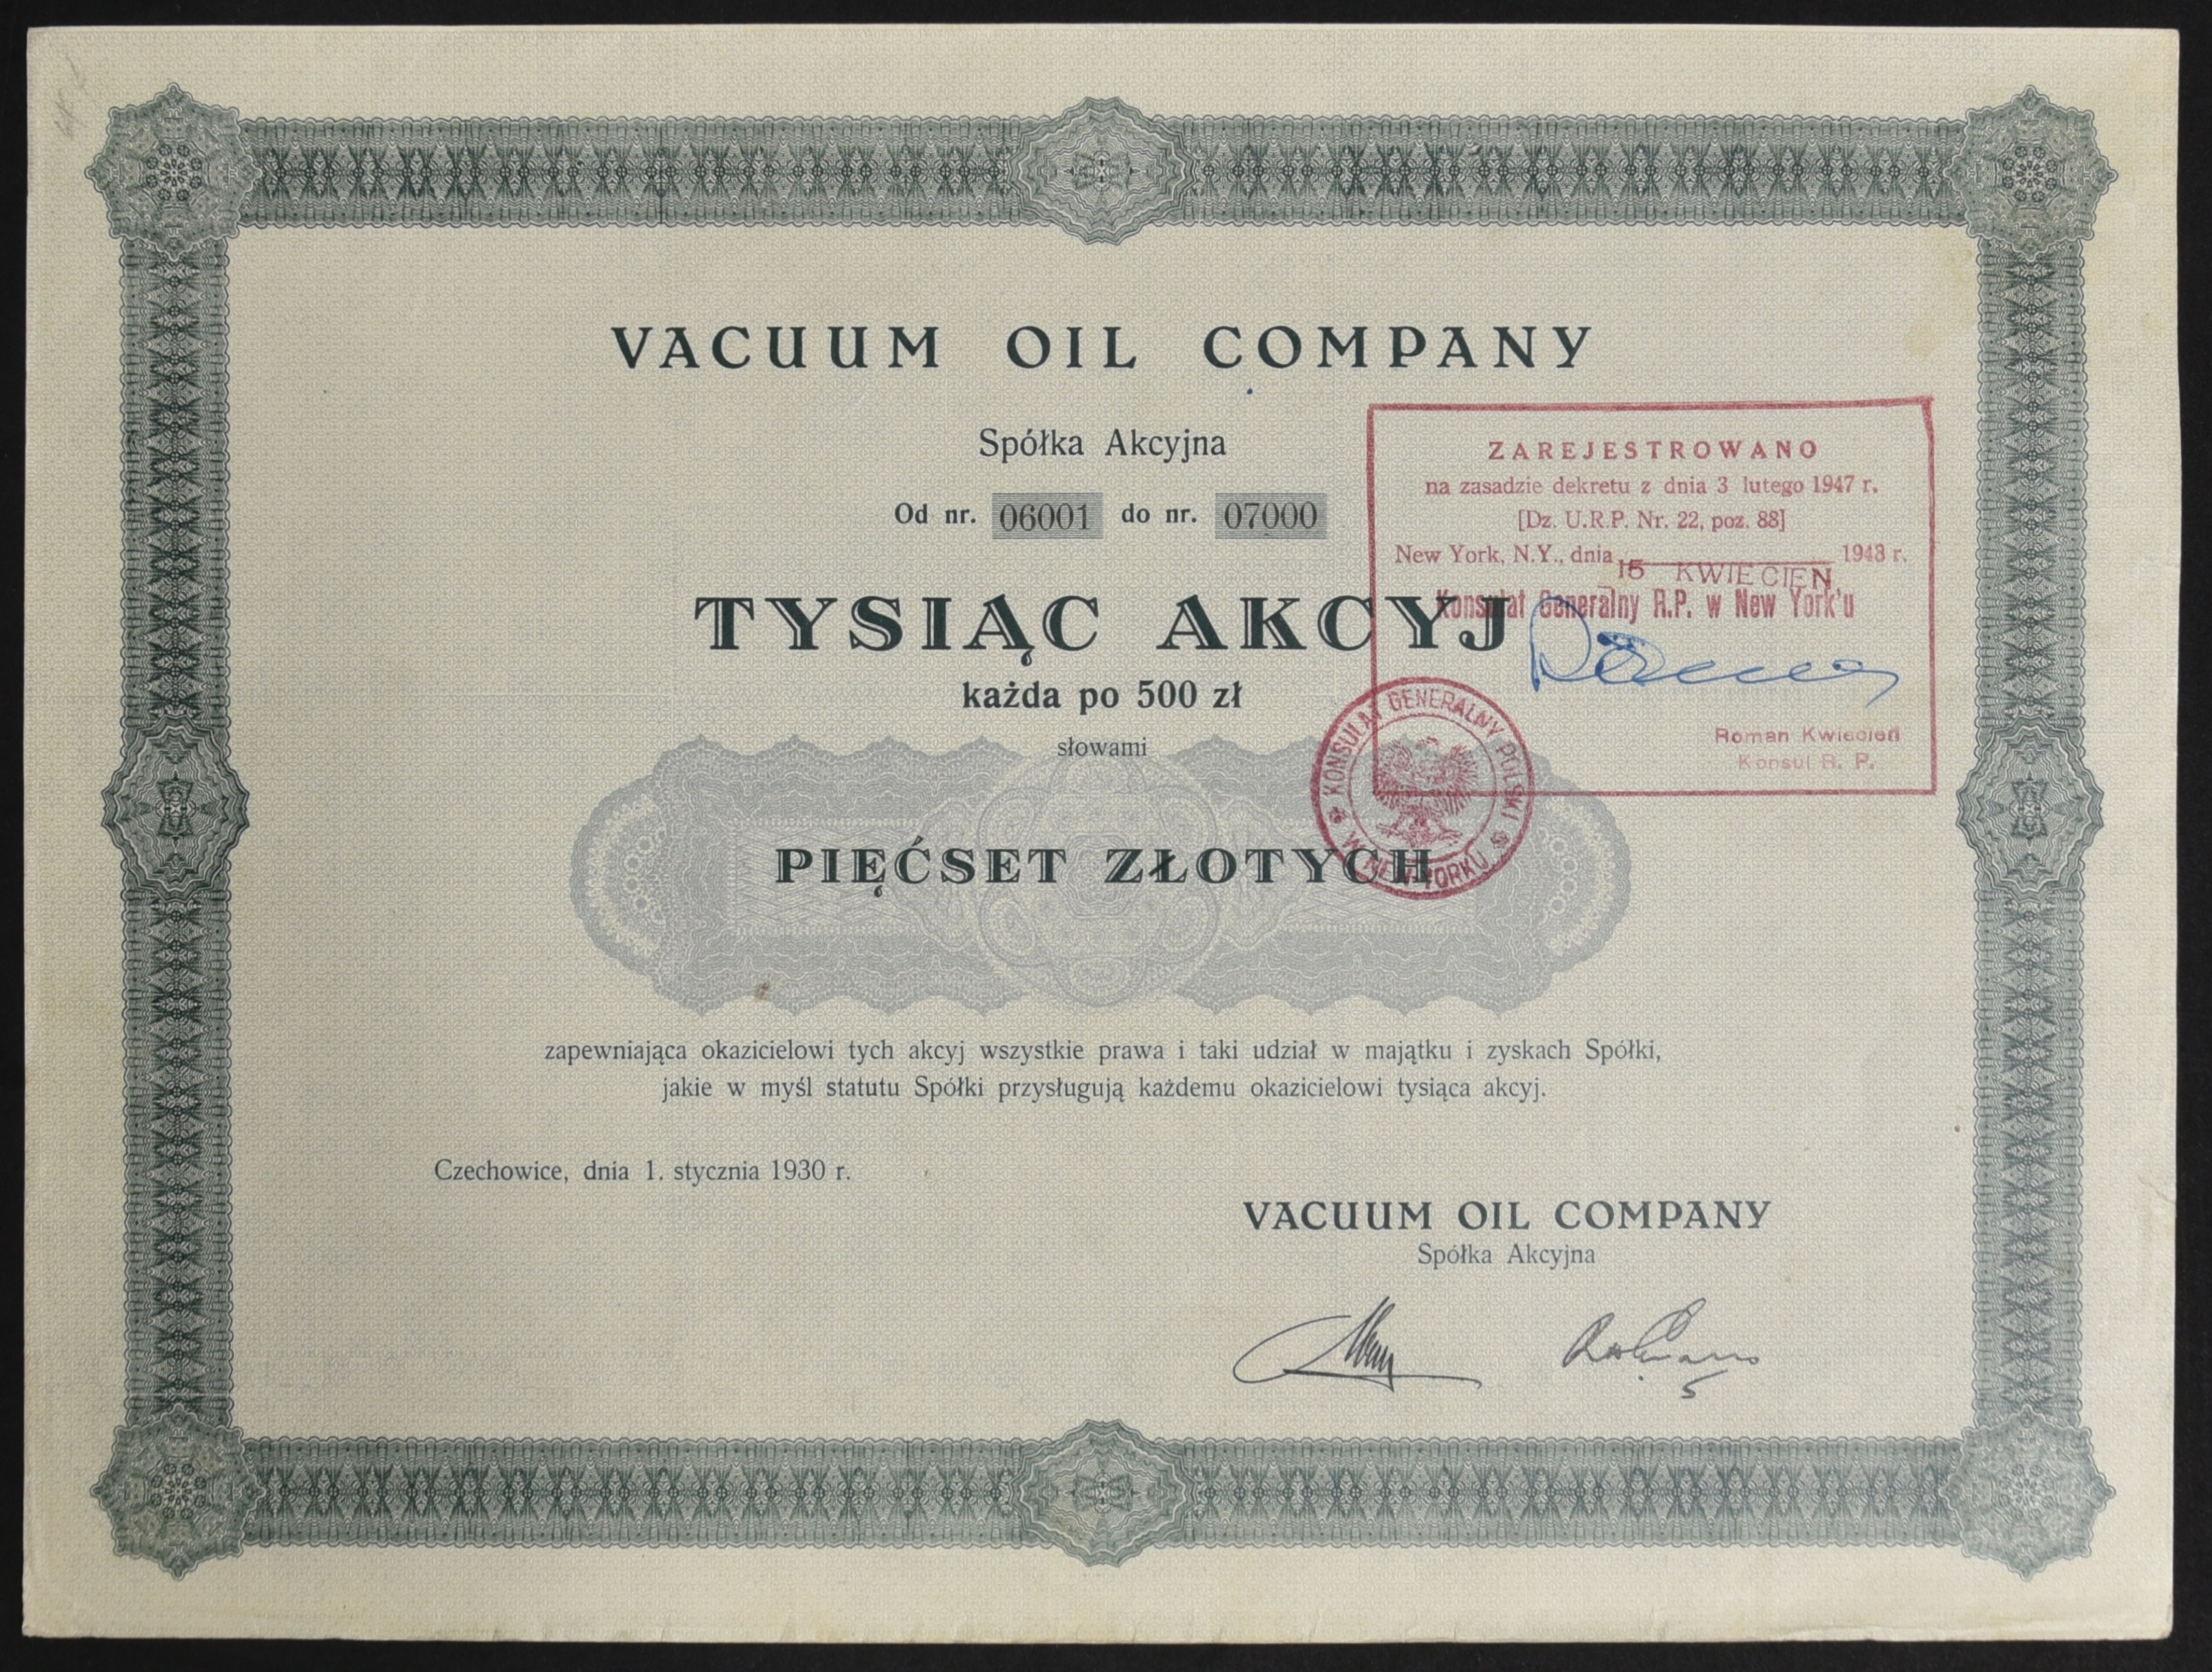 VACUUM OIL COMPANY
Spółka Akcyjna
Od nr. 06001 do nr. 07000
TYSIĄC AKCYJ
każda po 500 zł
słowami
PIĘĆSET ZŁOTYCH
zapewniająca okazicielowi tych akcyj wszystkie prawa i taki udział w majątku i zyskach Spółki,
jakie w myśl statutu Spółki przysługują każdemu okazicielowi tysiąca akcyj.
Czechowice, dnia 1. stycznia 1930 r.
VACUUM OIL COMPANY
Spółka Akcyjna
ZAREJESTROWANO
na zasadzie dekretu z dnia 3 lutego 1947 r.
[Dz. U.R.P. Nr. 22, poz. 88]
New York, N.Y., dnia 15 KWIECIEŃ 1948 r.
Konsulat Generalny R.P. w New York'u
Roman Kwiecień
Konsul R. P.
KONSULAT GENERALNY POLSKI
W NEW-YORKU